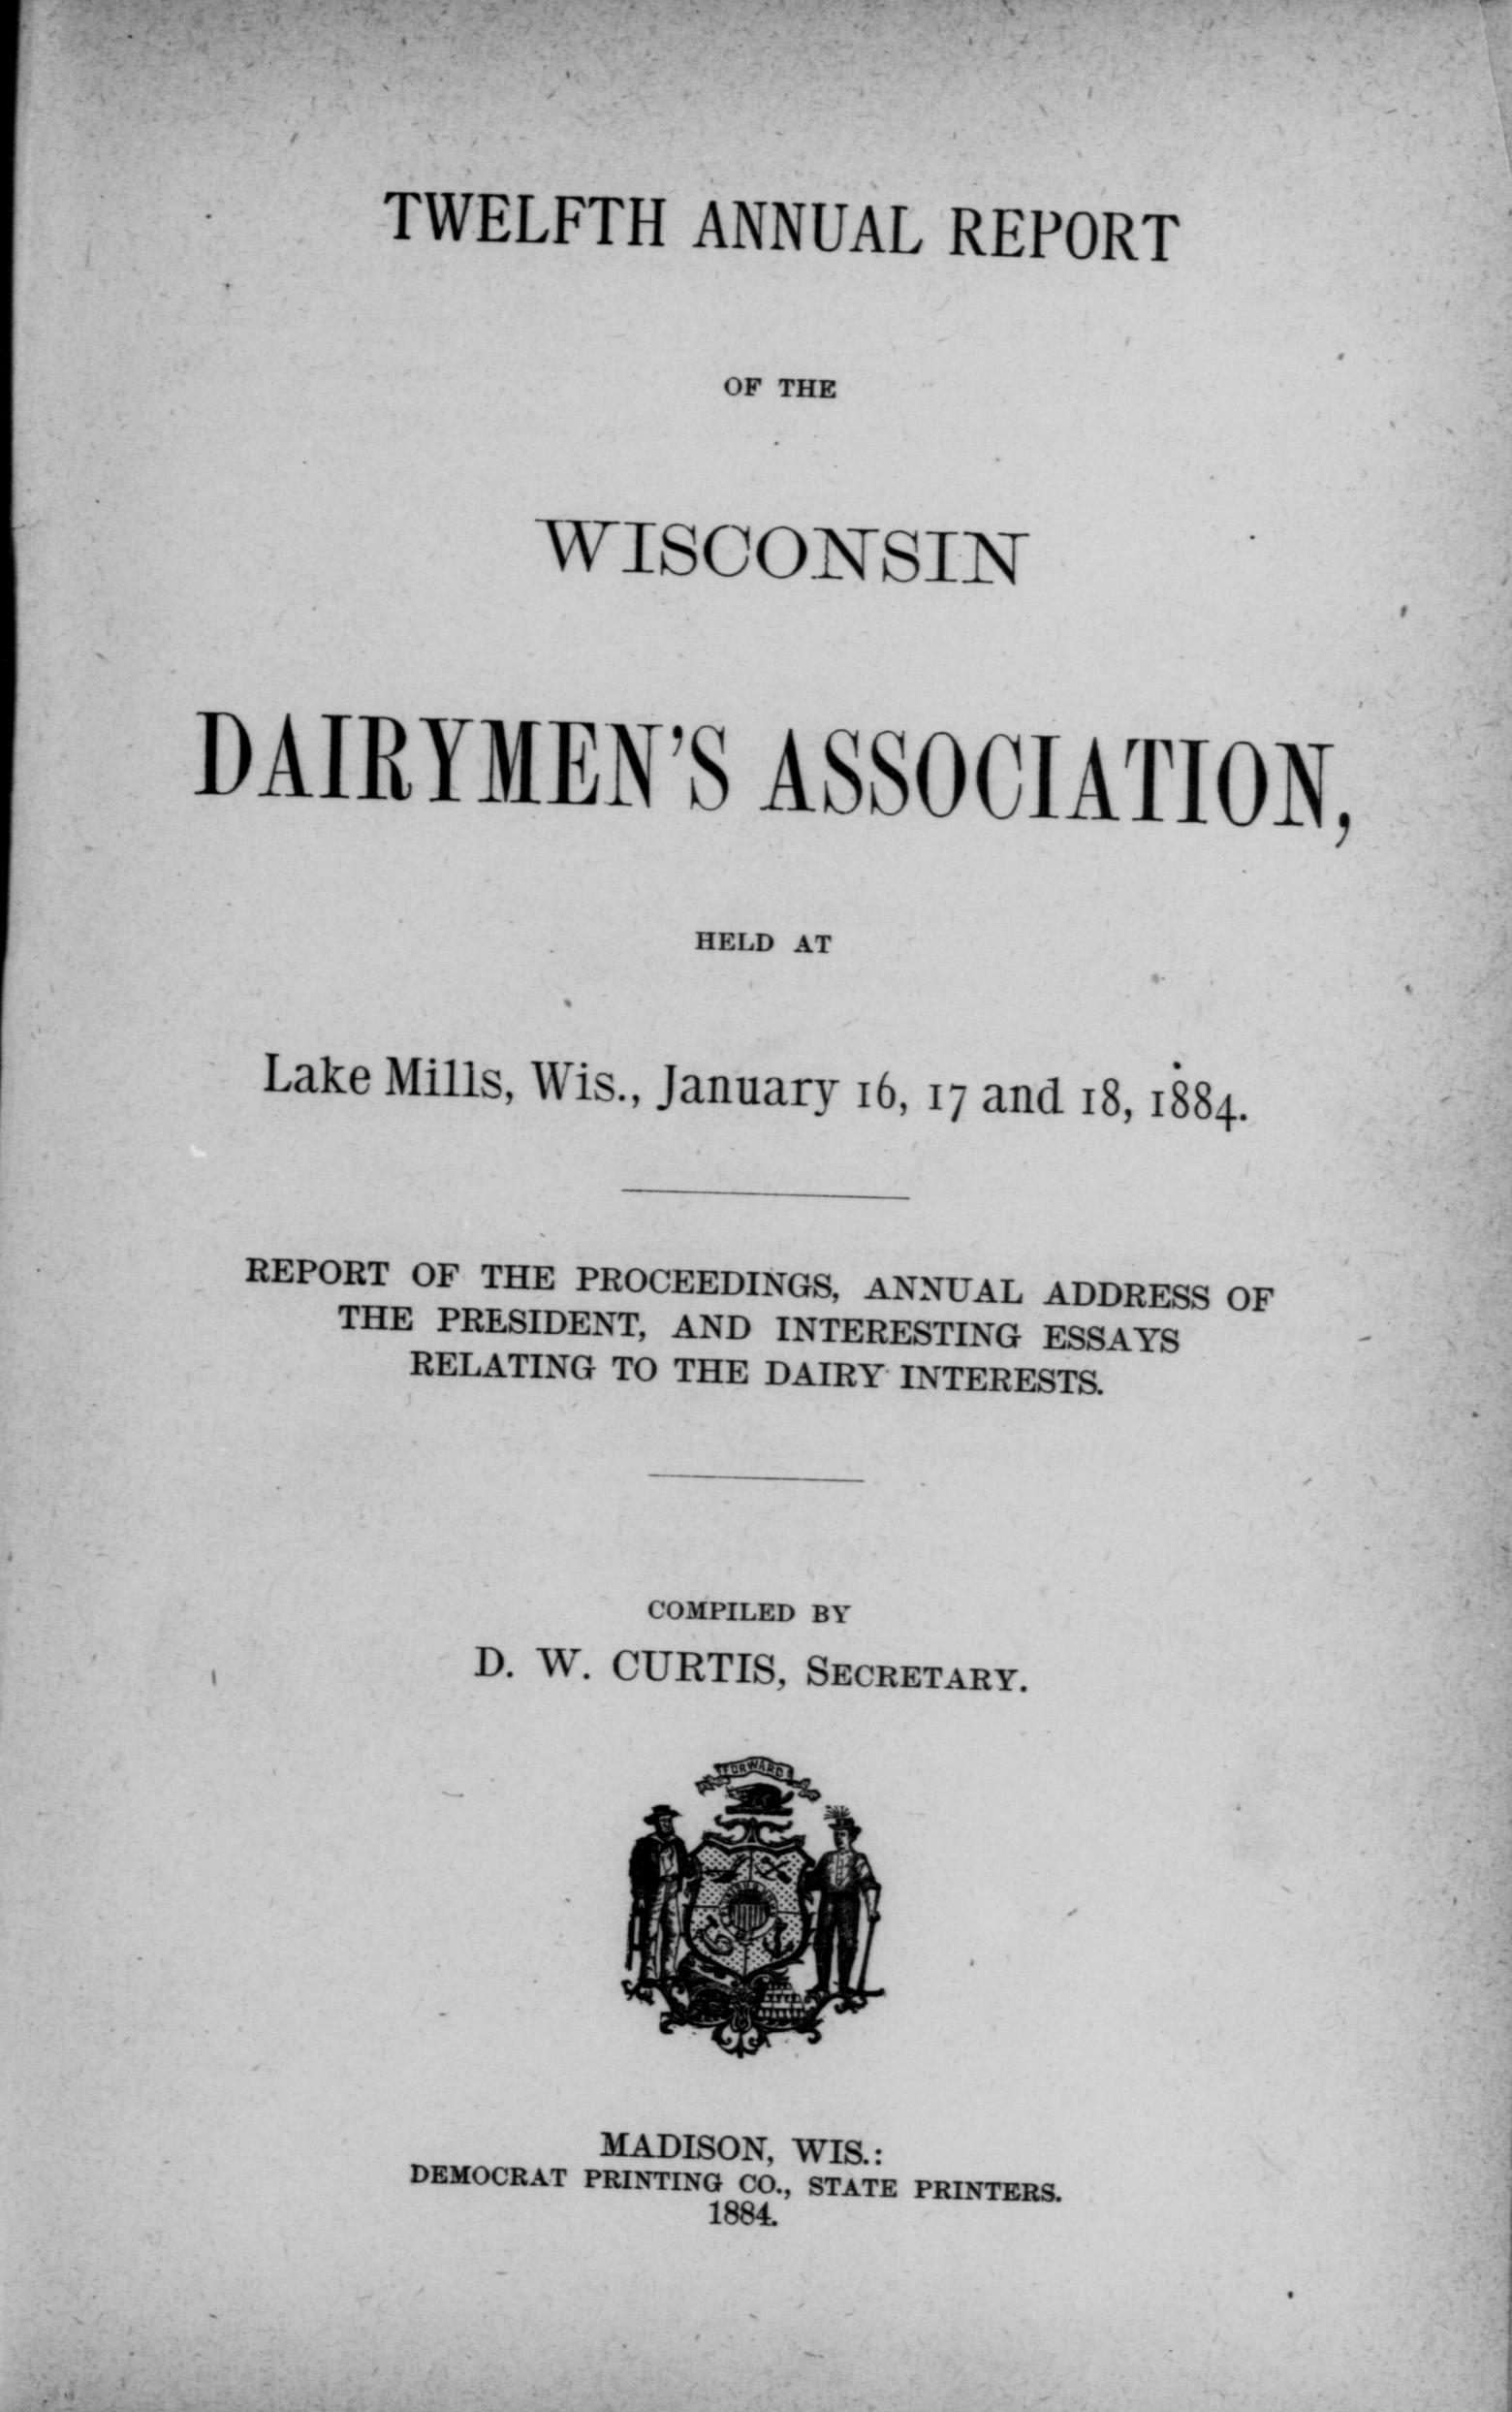 TWELFTH ANNUAL REPORT
OF THE
WISCONSIN
DAIRYMEN'S ASSOCIATION,
HELD AT
Lake Mills, Wis., January 16, 17 and 18, 1884.
REPORT OF THE PROCEEDINGS, ANNUAL ADDRESS OF
THE PRESIDENT, AND INTERESTING ESSAYS
RELATING TO THE DAIRY INTERESTS.
COMPILED BY
D. W. CURTIS, SECRETARY.
FORWARD
MADISON, WIS.:
DEMOCRAT PRINTING CO., STATE PRINTERS.
1884.